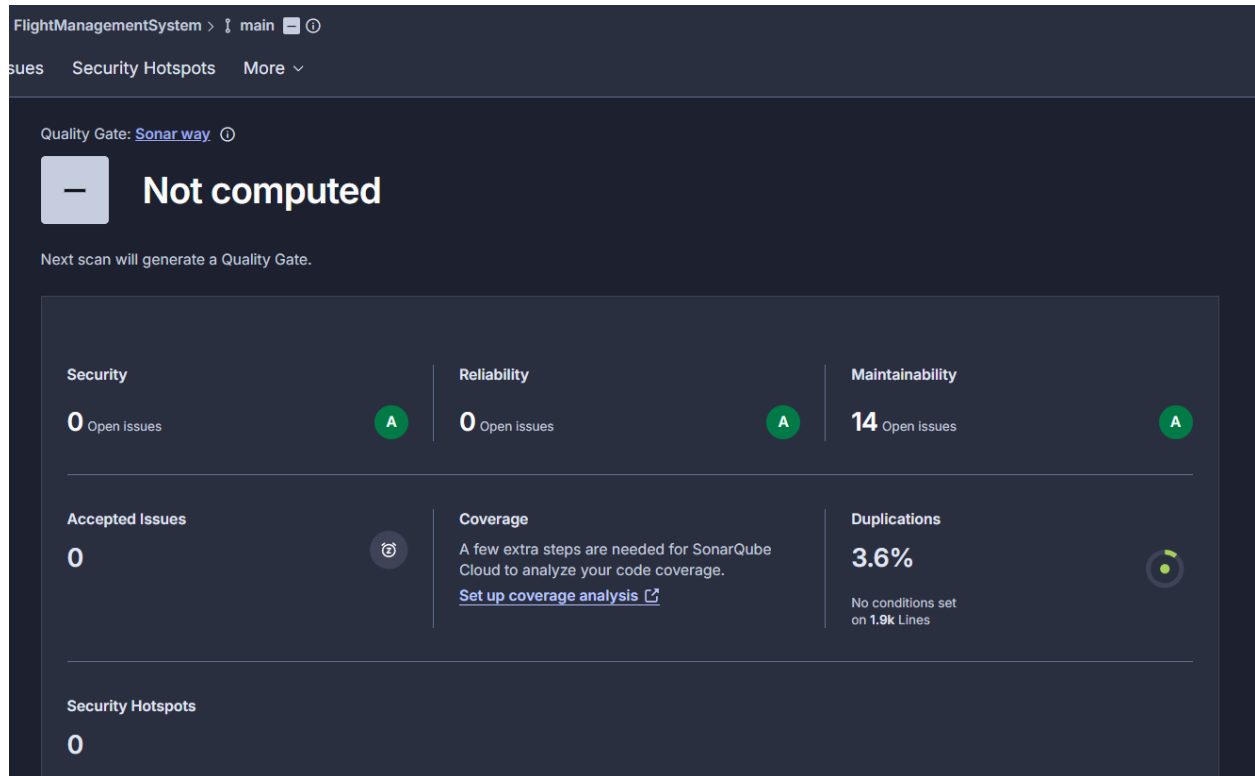 FlightManagementSystem > main
sues Security Hotspots More
Quality Gate: Sonar way
Not computed
Next scan will generate a Quality Gate.
Security
0 Open issues A
Reliability
0 Open issues A
Maintainability
14 Open issues A
Accepted Issues
0
Coverage
A few extra steps are needed for SonarQube
Cloud to analyze your code coverage.
Set up coverage analysis
Duplications
3.6%
No conditions set
on 1.9k Lines
Security Hotspots
0